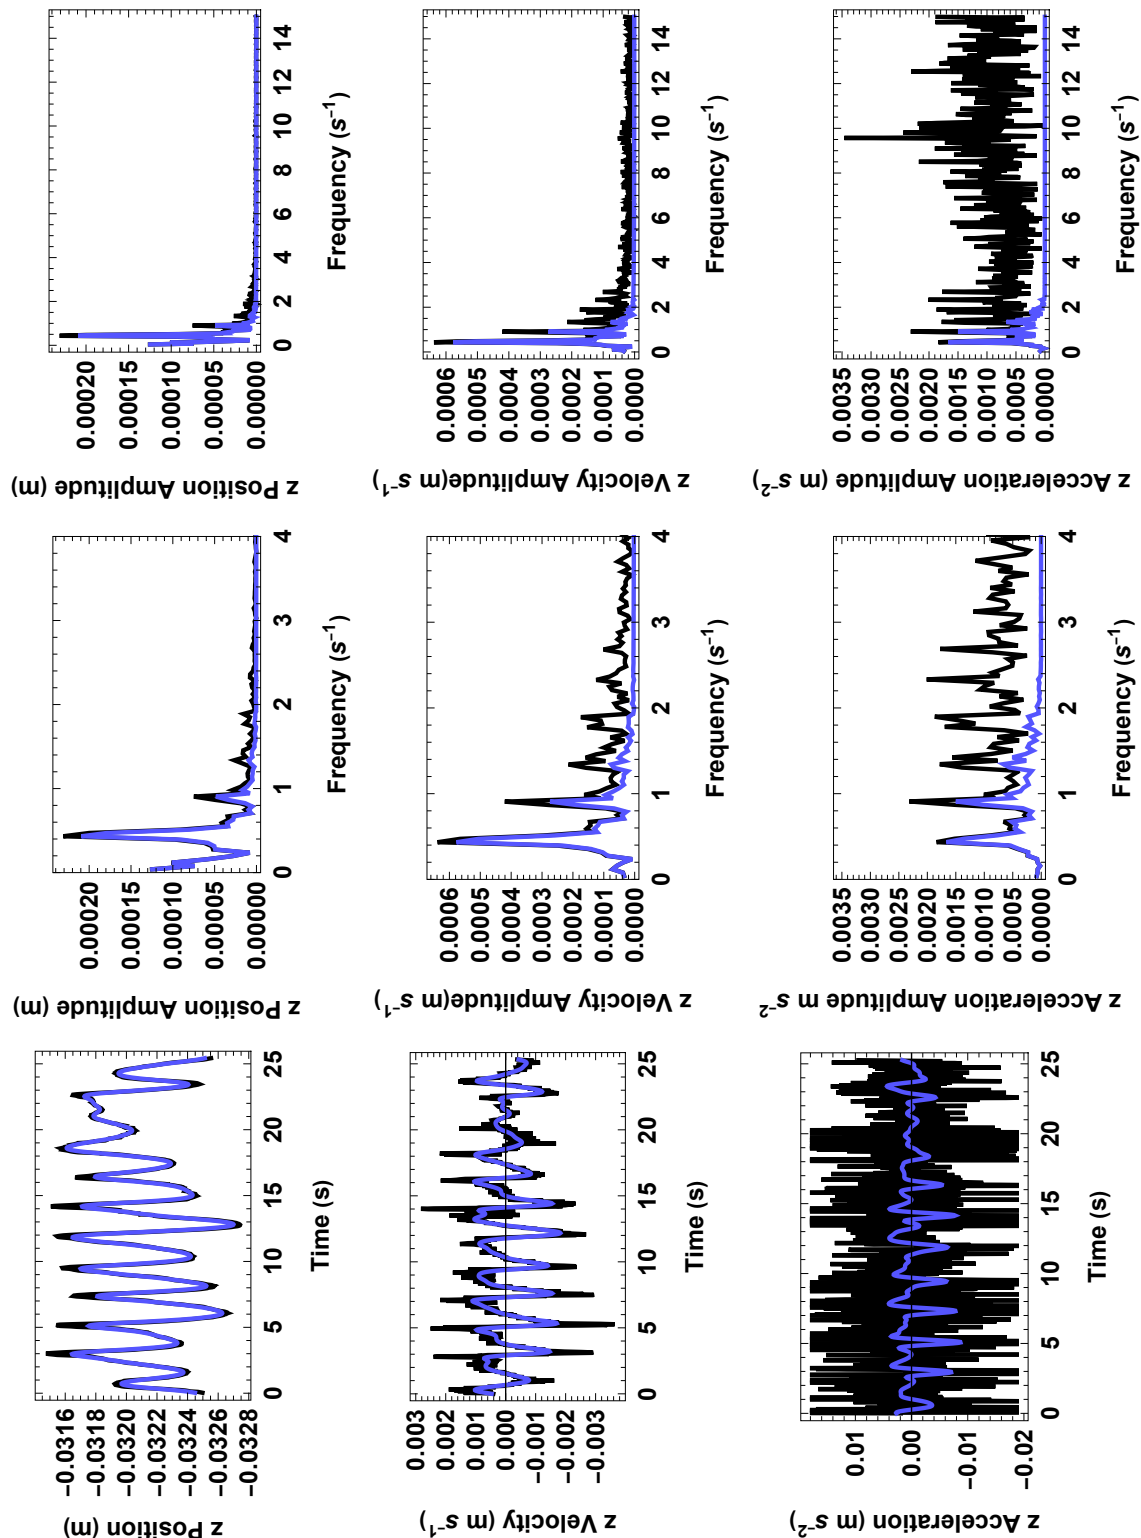 z Position (m)
−0.0316
−0.0318
−0.0320
−0.0322
−0.0324
−0.0326
−0.0328
0 5 10 15 20 25
Time (s)
z Position Amplitude (m)
0.00020
0.00015
0.00010
0.00005
0.00000
0 1 2 3 4
Frequency (s⁻¹)
z Position Amplitude (m)
0.00020
0.00015
0.00010
0.00005
0.00000
0 2 4 6 8 10 12 14
Frequency (s⁻¹)
z Velocity (m s⁻¹)
0.003
0.002
0.001
0.000
−0.001
−0.002
−0.003
0 5 10 15 20 25
Time (s)
z Velocity Amplitude(m s⁻¹)
0.0006
0.0005
0.0004
0.0003
0.0002
0.0001
0.0000
0 1 2 3 4
Frequency (s⁻¹)
z Velocity Amplitude(m s⁻¹)
0.0006
0.0005
0.0004
0.0003
0.0002
0.0001
0.0000
0 2 4 6 8 10 12 14
Frequency (s⁻¹)
z Acceleration (m s⁻²)
0.01
0.00
−0.01
−0.02
0 5 10 15 20 25
Time (s)
z Acceleration Amplitude m s⁻²
0.0035
0.0030
0.0025
0.0020
0.0015
0.0010
0.0005
0.0000
0 1 2 3 4
Frequency (s⁻¹)
z Acceleration Amplitude (m s⁻²)
0.0035
0.0030
0.0025
0.0020
0.0015
0.0010
0.0005
0.0000
0 2 4 6 8 10 12 14
Frequency (s⁻¹)